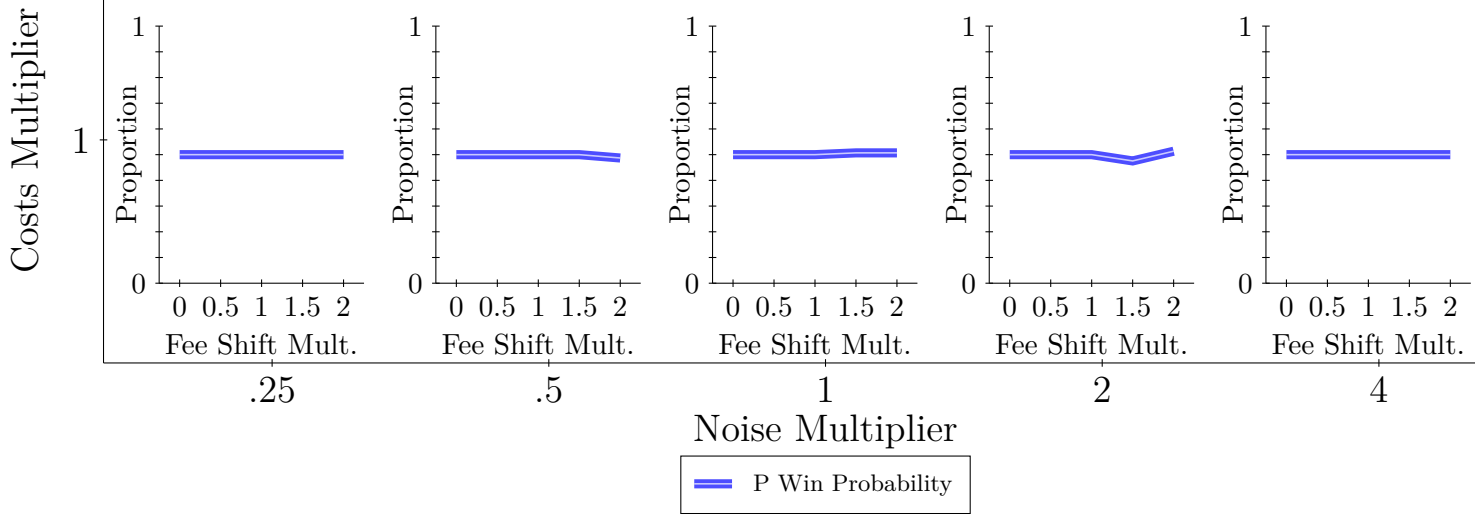 Costs Multiplier
1
1
Proportion
0
0 0.5 1 1.5 2
Fee Shift Mult.
1
Proportion
0
0 0.5 1 1.5 2
Fee Shift Mult.
1
Proportion
0
0 0.5 1 1.5 2
Fee Shift Mult.
1
Proportion
0
0 0.5 1 1.5 2
Fee Shift Mult.
1
Proportion
0
0 0.5 1 1.5 2
Fee Shift Mult.
.25 .5 1 2 4
Noise Multiplier
P Win Probability